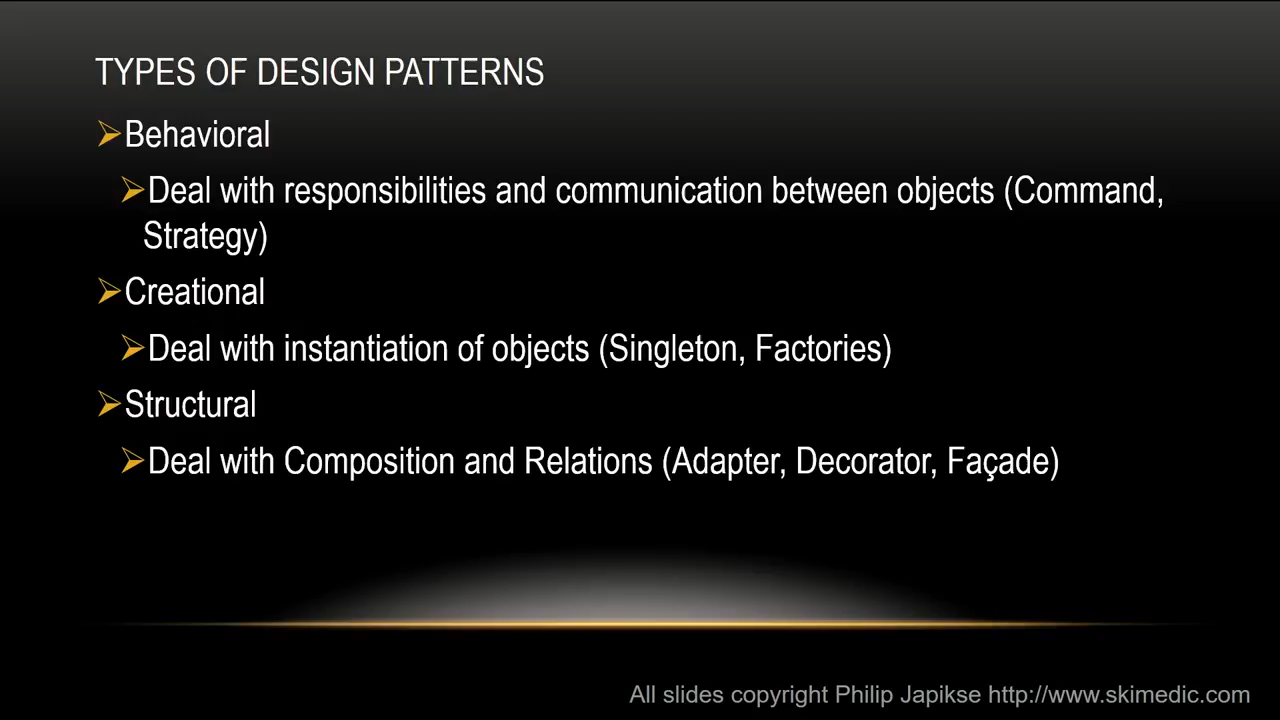 TYPES OF DESIGN PATTERNS
Behavioral
Deal with responsibilities and communication between objects (Command,
Strategy)
Creational
Deal with instantiation of objects (Singleton, Factories)
Structural
Deal with Composition and Relations (Adapter, Decorator, Façade)
All slides copyright Philip Japikse http://www.skimedic.com